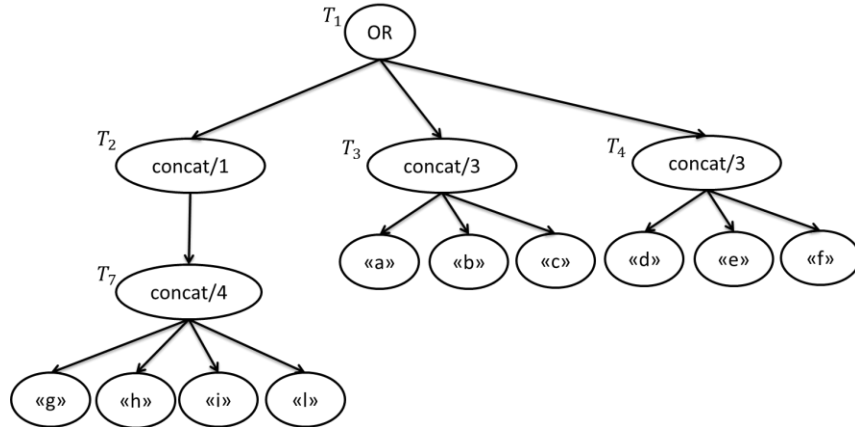 T₁
OR
T₂
concat/1
T₃
concat/3
T₄
concat/3
«a» «b» «c»
«d» «e» «f»
T₇
concat/4
«g» «h» «i» «l»